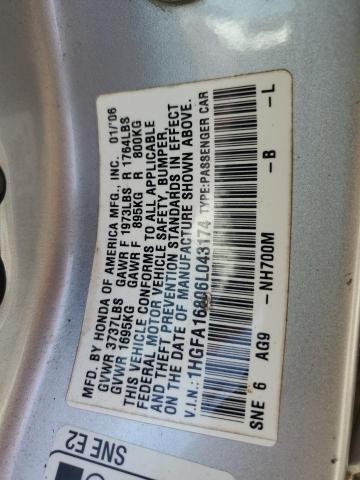 MFD. BY HONDA OF AMERICA MFG., INC. 01/'06
GVWR 3737LBS GAWR F 1973LBS R 1764LBS
GVWR 1695KG GAWR F 895KG R 800KG
THIS VEHICLE CONFORMS TO ALL APPLICABLE
FEDERAL MOTOR VEHICLE SAFETY, BUMPER,
AND THEFT PREVENTION STANDARDS IN EFFECT
ON THE DATE OF MANUFACTURE SHOWN ABOVE.
V.I.N.: 1HGFA16806L043174 TYPE:PASSENGER CAR
SNE 6 AG9 -NH700M -B -L
SNE E2